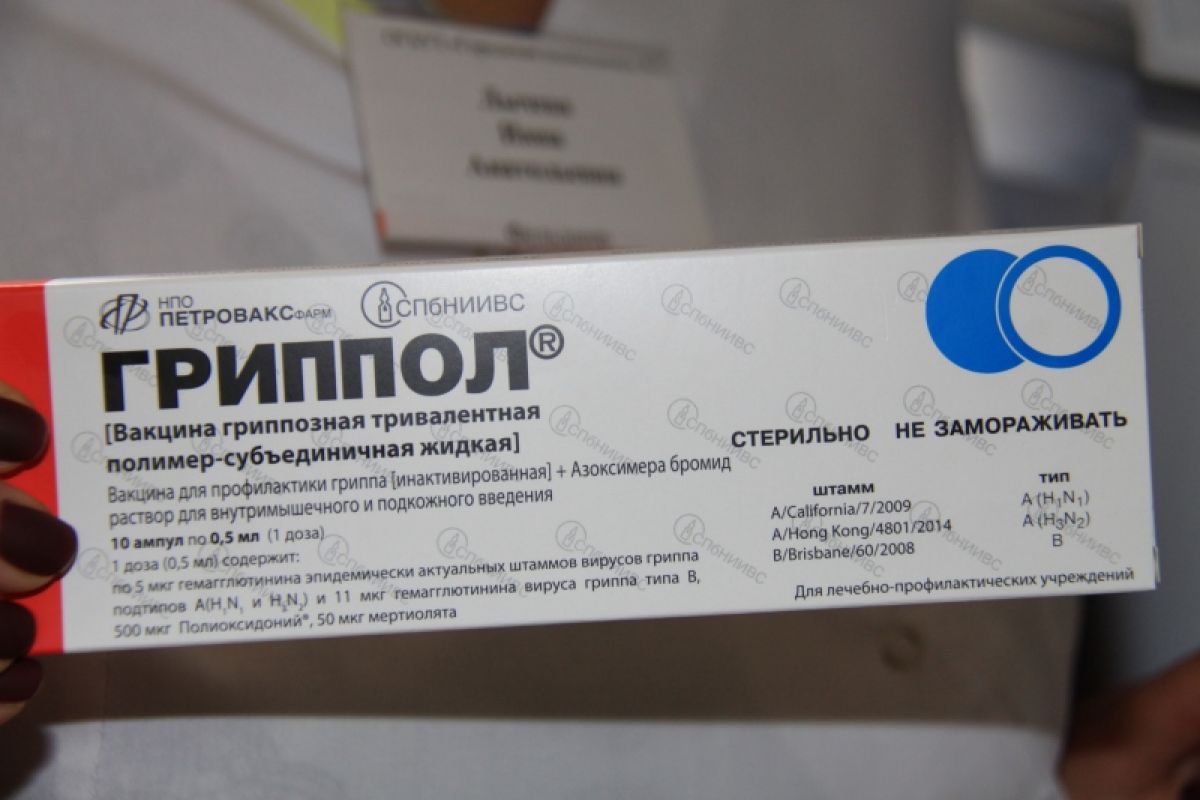 НПО
ПЕТРОВАКСФАРМ
СПбНИИВС
ГРИППОЛ®
[Вакцина гриппозная тривалентная
полимер-субъединичная жидкая]
Вакцина для профилактики гриппа [инактивированная] + Азоксимера бромид
раствор для внутримышечного и подкожного введения
10 ампул по 0,5 мл (1 доза)
1 доза (0,5 мл) содержит:
по 5 мкг гемагглютинина эпидемически актуальных штаммов вирусов гриппа
подтипов А(H₁N₁ и H₃N₂) и 11 мкг гемагглютинина вируса гриппа типа В,
500 мкг Полиоксидоний®, 50 мкг мертиолята
СТЕРИЛЬНО НЕ ЗАМОРАЖИВАТЬ
штамм тип
A/California/7/2009 A (H₁N₁)
A/Hong Kong/4801/2014 A (H₃N₂)
B/Brisbane/60/2008 B
Для лечебно-профилактических учреждений